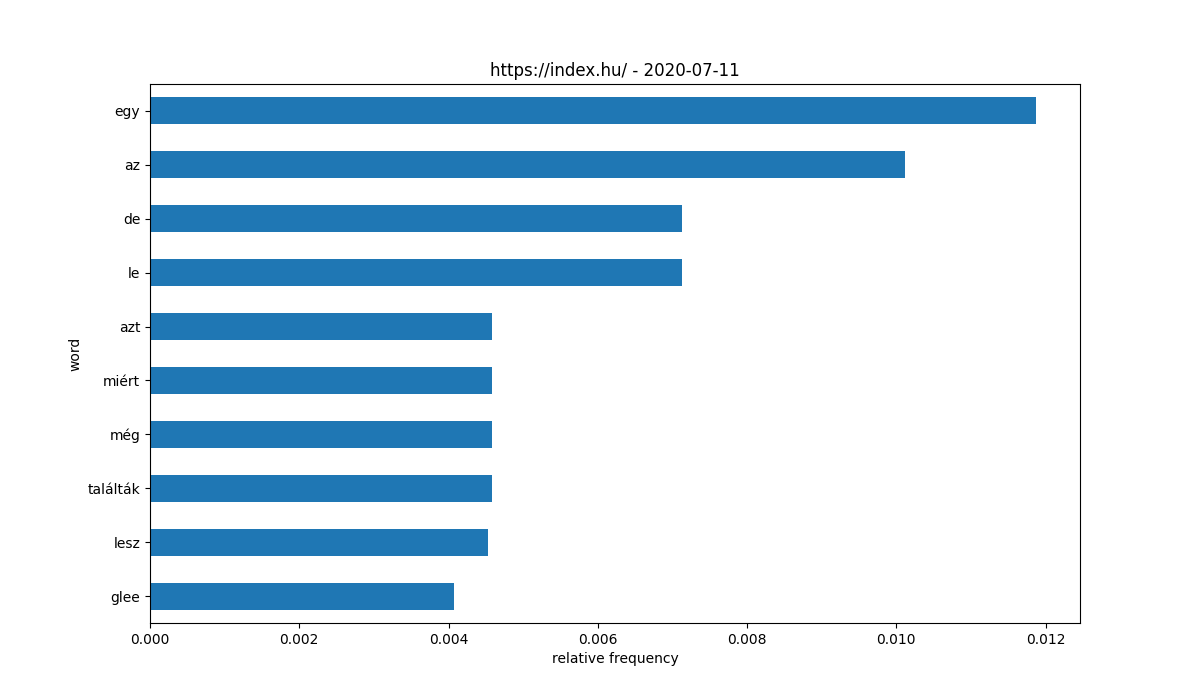 https://index.hu/ - 2020-07-11
egy
az
de
le
azt
miért
még
találták
lesz
glee
word
0.000 0.002 0.004 0.006 0.008 0.010 0.012
relative frequency